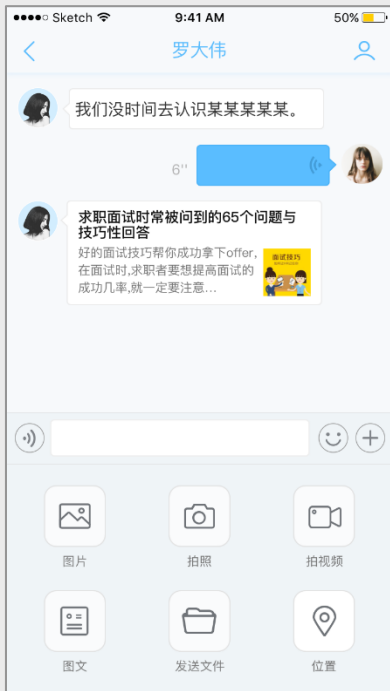 Sketch 9:41 AM 50%
罗大伟
我们没时间去认识某某某某某。
6''
求职面试时常被问到的65个问题与
技巧性回答
好的面试技巧帮你成功拿下offer,
在面试时,求职者要想提高面试的
成功几率,就一定要注意...
面试技巧
图片 拍照 拍视频
图文 发送文件 位置